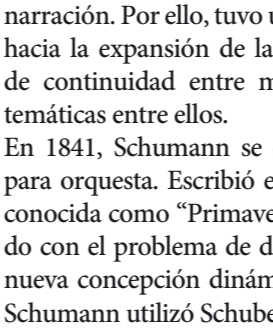 narración. Por ello, tuvo
hacia la expansión de la
de continuidad entre
temáticas entre ellos.
En 1841, Schumann se
para orquesta. Escribió
conocida como “Primave
do con el problema de d
nueva concepción dinám
Schumann utilizó Schube